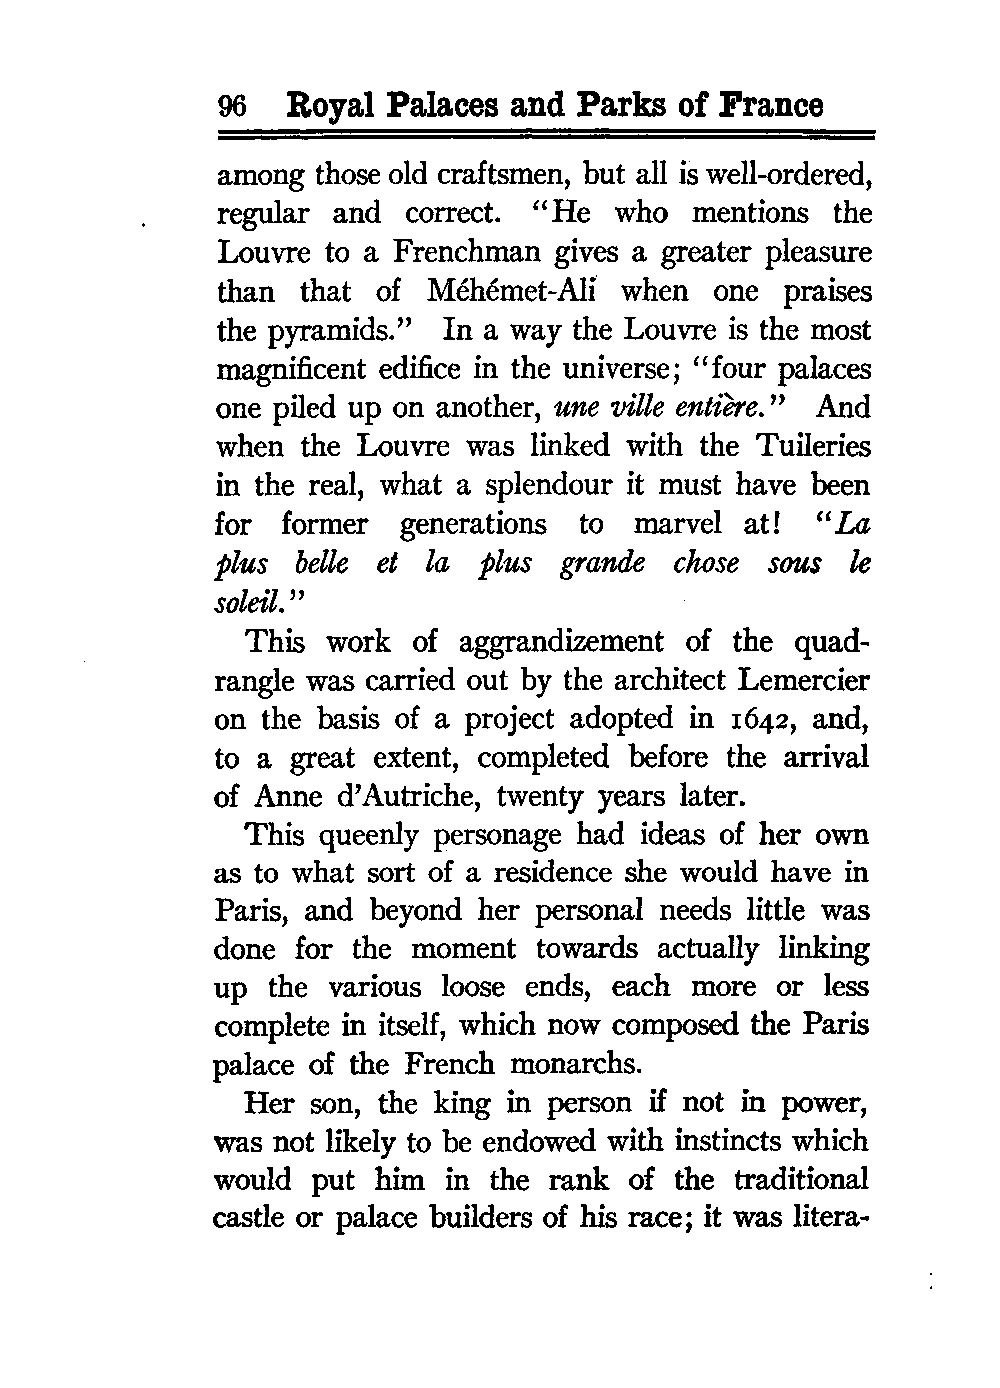 96 Royal Palaces and Parks of France
among those old craftsmen, but all is well-ordered,
regular and correct. “He who mentions the
Louvre to a Frenchman gives a greater pleasure
than that of Méhémet-Ali when one praises
the pyramids.” In a way the Louvre is the most
magnificent edifice in the universe; “four palaces
one piled up on another, une ville entière.” And
when the Louvre was linked with the Tuileries
in the real, what a splendour it must have been
for former generations to marvel at! “La
plus belle et la plus grande chose sous le
soleil.”
This work of aggrandizement of the quad-
rangle was carried out by the architect Lemercier
on the basis of a project adopted in 1642, and,
to a great extent, completed before the arrival
of Anne d’Autriche, twenty years later.
This queenly personage had ideas of her own
as to what sort of a residence she would have in
Paris, and beyond her personal needs little was
done for the moment towards actually linking
up the various loose ends, each more or less
complete in itself, which now composed the Paris
palace of the French monarchs.
Her son, the king in person if not in power,
was not likely to be endowed with instincts which
would put him in the rank of the traditional
castle or palace builders of his race; it was litera-